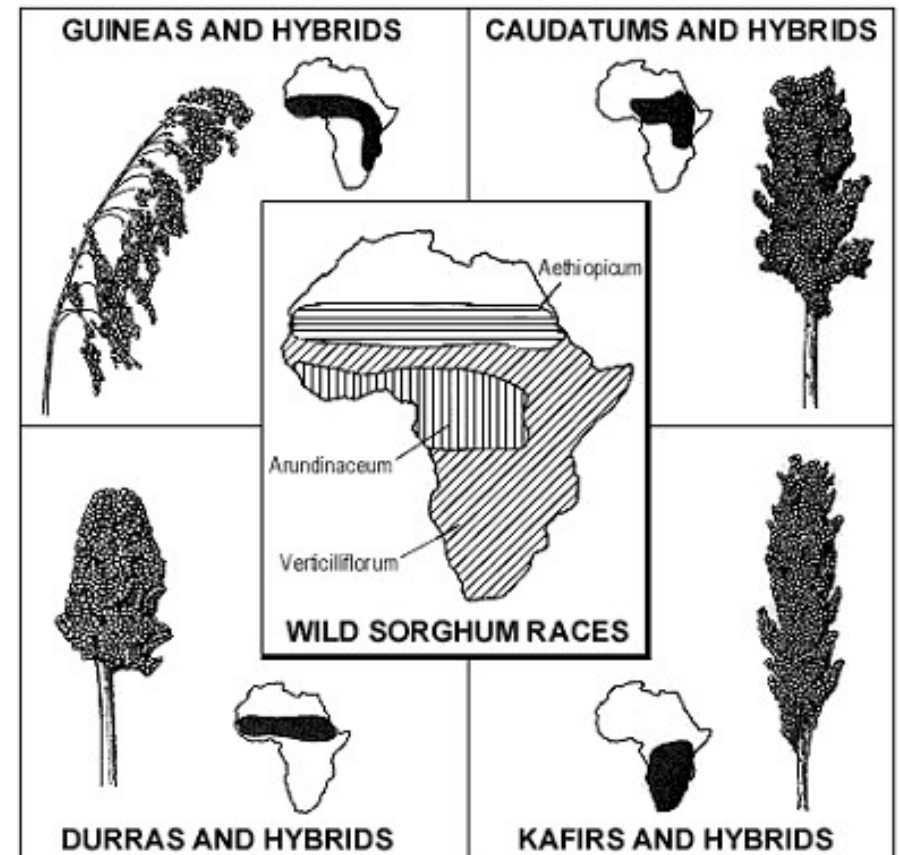 GUINEAS AND HYBRIDS
CAUDATUMS AND HYBRIDS
Aethiopicum
Arundinaceum
Verticilliflorum
WILD SORGHUM RACES
DURRAS AND HYBRIDS
KAFIRS AND HYBRIDS